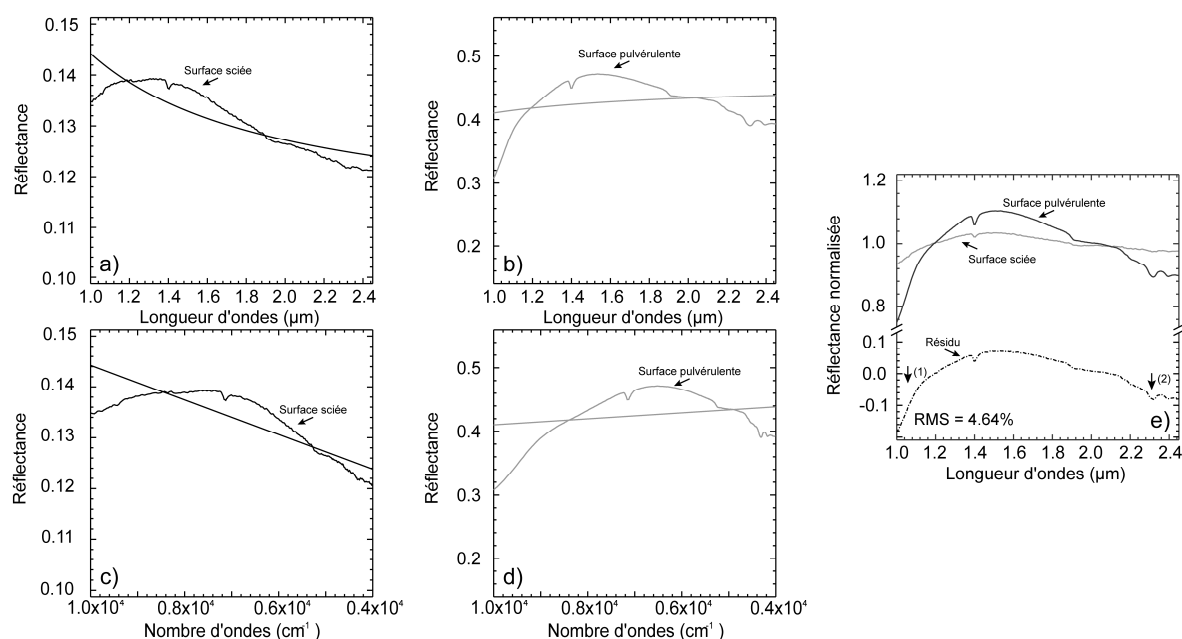 0.15
0.14
0.13
0.12
0.11
0.10
Réflectance
Surface sciée
a)
1.0 1.2 1.4 1.6 1.8 2.0 2.2 2.4
Longueur d'ondes (µm)
0.5
0.4
0.3
0.2
Réflectance
Surface pulvérulente
b)
1.0 1.2 1.4 1.6 1.8 2.0 2.2 2.4
Longueur d'ondes (µm)
0.15
0.14
0.13
0.12
0.11
0.10
Réflectance
Surface sciée
c)
1.0x10⁴ 0.8x10⁴ 0.6x10⁴ 0.4x10⁴
Nombre d'ondes (cm⁻¹ )
0.5
0.4
0.3
0.2
Réflectance
Surface pulvérulente
d)
1.0x10⁴ 0.8x10⁴ 0.6x10⁴ 0.4x10⁴
Nombre d'ondes (cm⁻¹ )
1.2
1.0
0.8
0.1
0.0
-0.1
Réflectance normalisée
Surface pulvérulente
Surface sciée
Résidu
(1)
(2)
RMS = 4.64%
e)
1.0 1.2 1.4 1.6 1.8 2.0 2.2 2.4
Longueur d'ondes (µm)